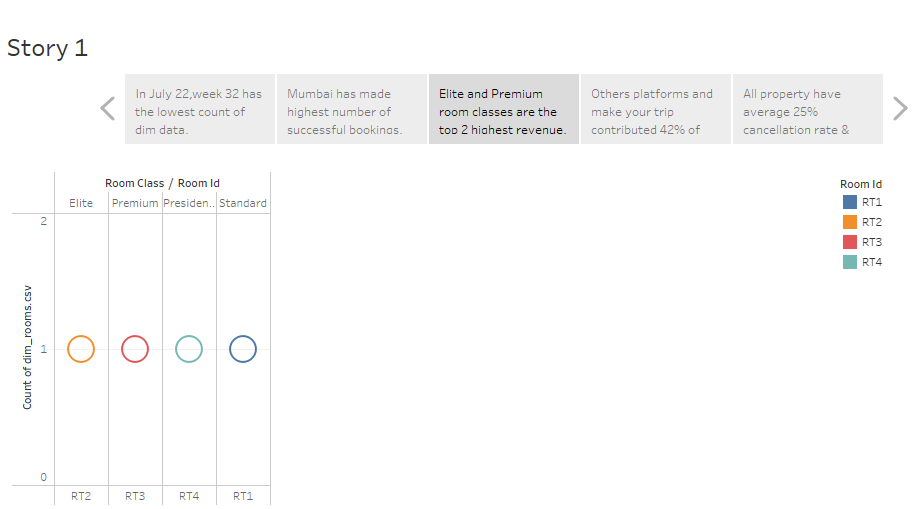 Story 1
In July 22,week 32 has
the lowest count of
dim data.
Mumbai has made
highest number of
successful bookings.
Elite and Premium
room classes are the
top 2 highest revenue.
Others platforms and
make your trip
contributed 42% of
All property have
average 25%
cancellation rate &
Room Class / Room Id
Elite
Premium
Presiden..
Standard
2
1
0
Count of dim_rooms.csv
RT2
RT3
RT4
RT1
Room Id
RT1
RT2
RT3
RT4